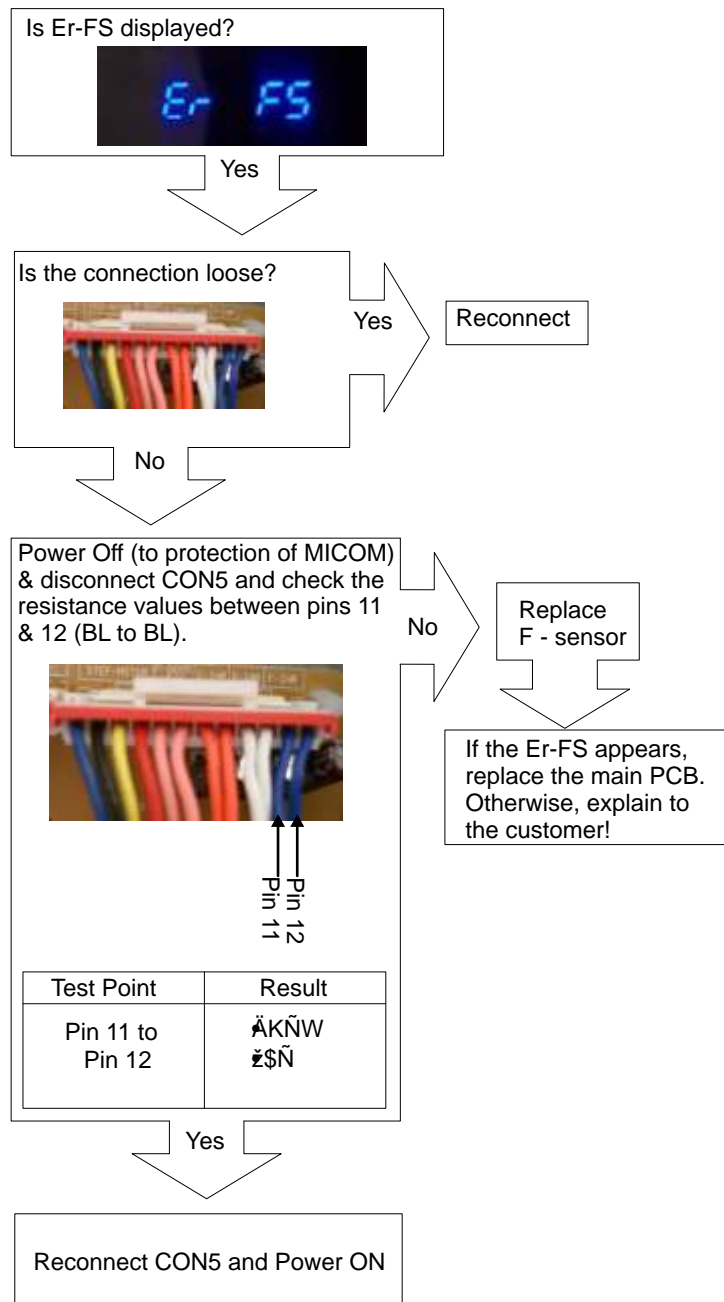 Is Er-FS displayed?
Er FS
Yes
Is the connection loose?
Yes
Reconnect
No
Power Off (to protection of MICOM)
& disconnect CON5 and check the
resistance values between pins 11
& 12 (BL to BL).
No
Replace
F - sensor
If the Er-FS appears,
replace the main PCB.
Otherwise, explain to
the customer!
Pin 11
Pin 12
Test Point
Result
Pin 11 to
Pin 12
Yes
Reconnect CON5 and Power ON